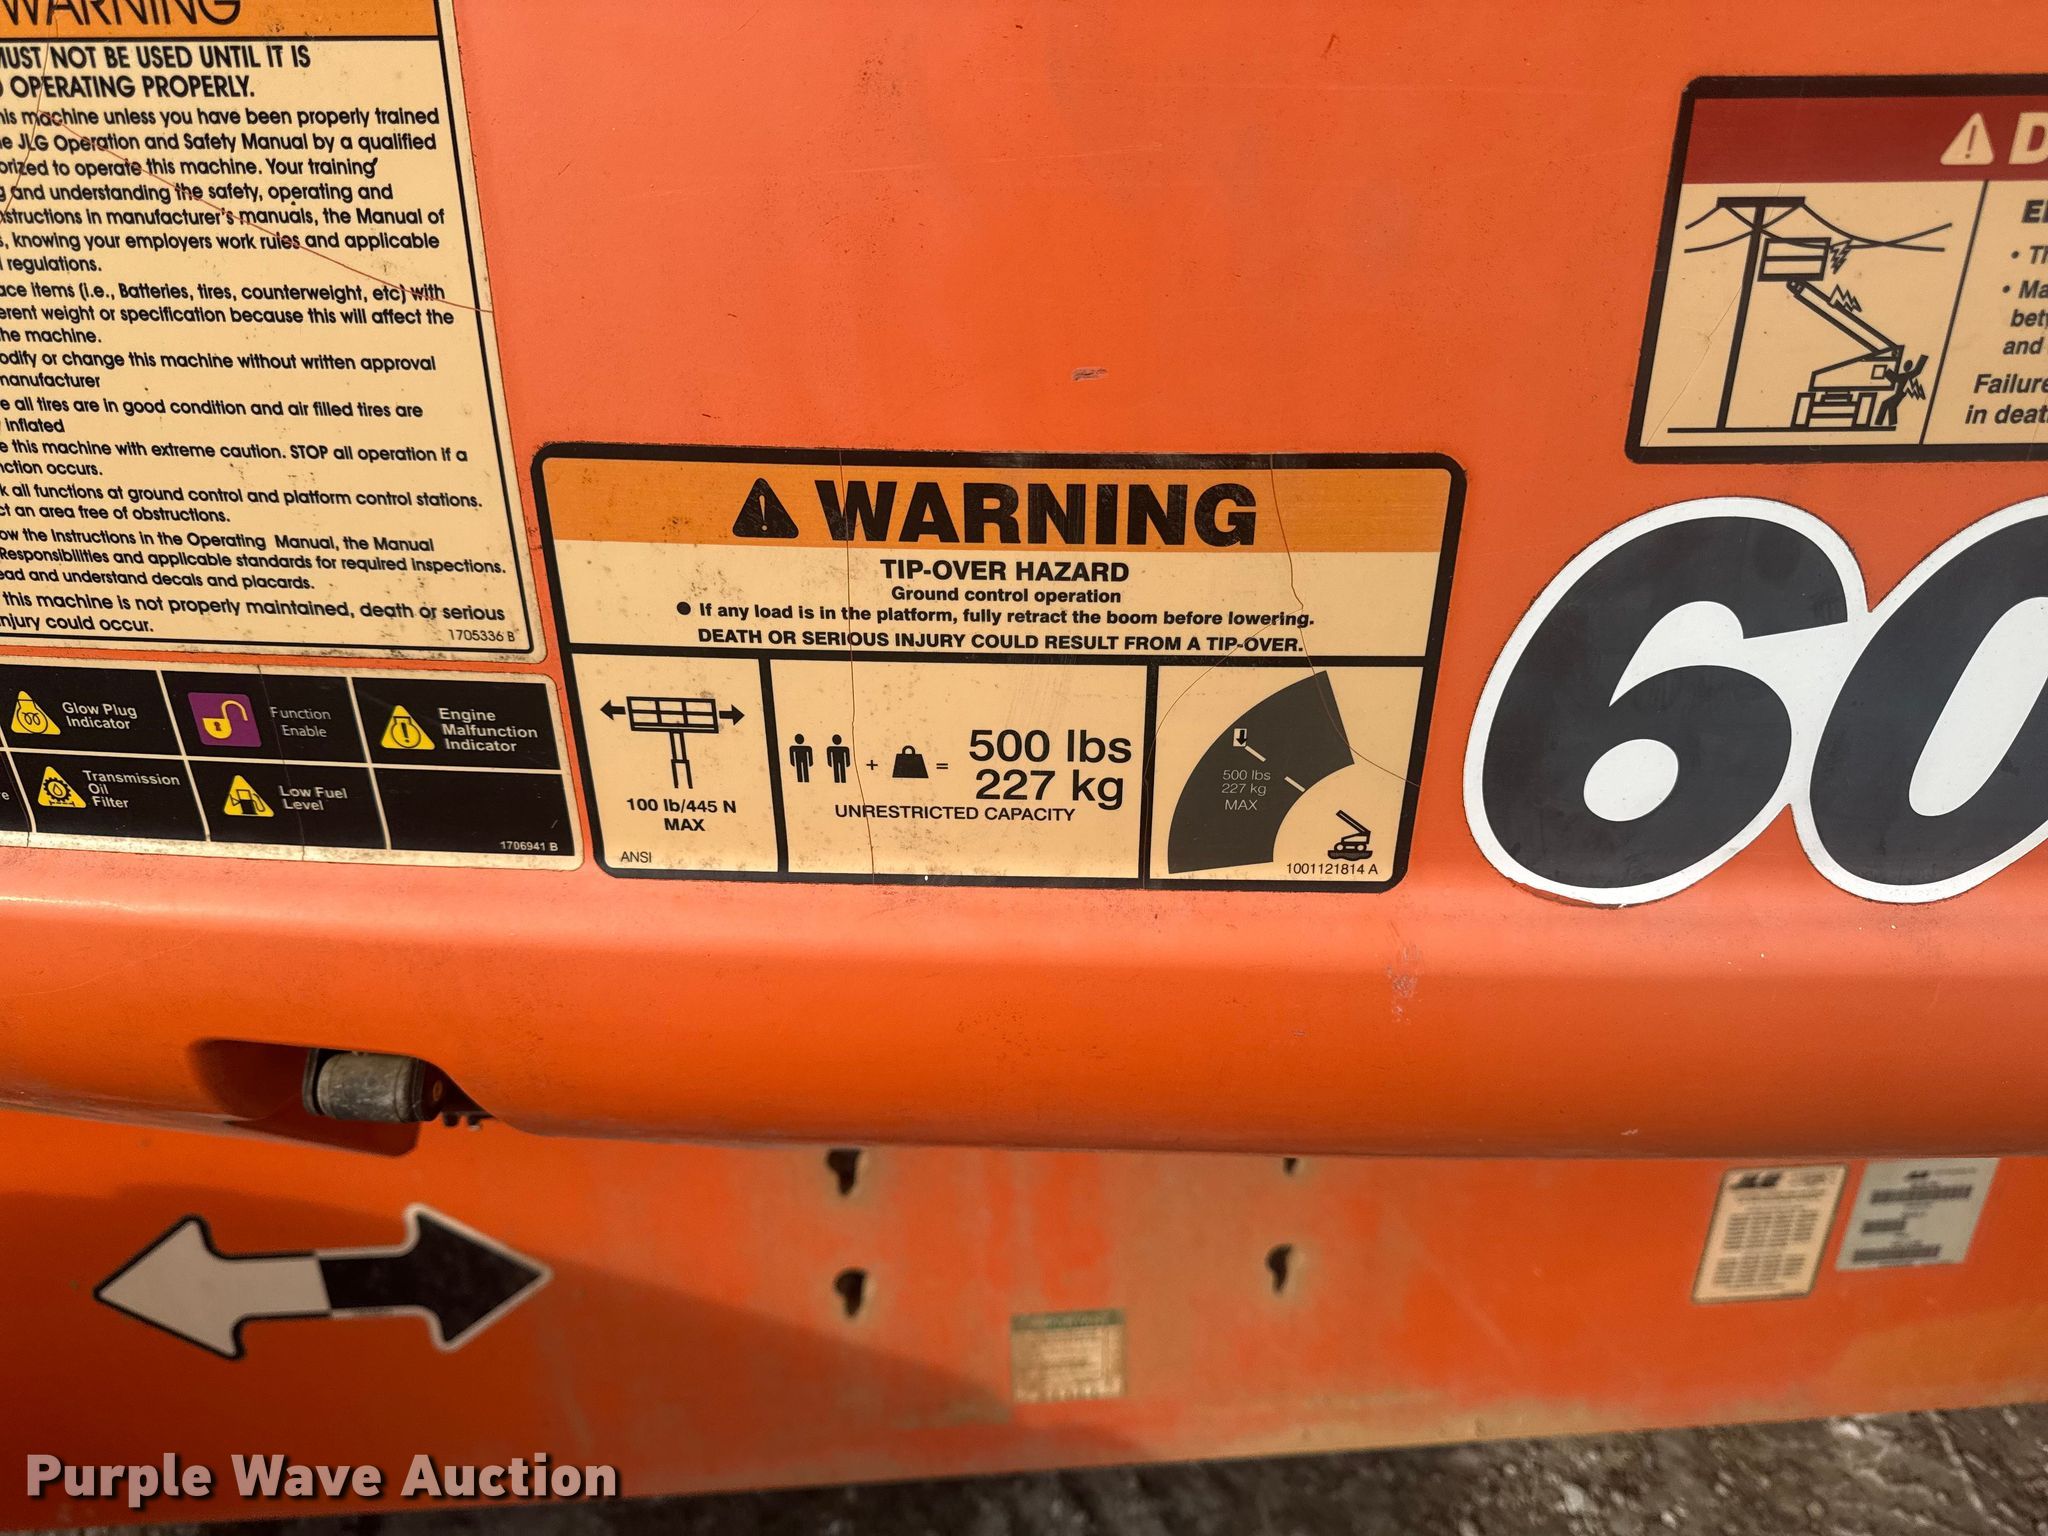 WARNING
MUST NOT BE USED UNTIL IT IS
OPERATING PROPERLY.
his machine unless you have been properly trained
e JLG Operation and Safety Manual by a qualified
orized to operate this machine. Your training
g and understanding the safety, operating and
nstructions in manufacturer's manuals, the Manual of
s, knowing your employers work rules and applicable
l regulations.
ace items (i.e., Batteries, tires, counterweight, etc) with
erent weight or specification because this will affect the
he machine.
odify or change this machine without written approval
manufacturer
e all tires are in good condition and air filled tires are
y inflated
e this machine with extreme caution. STOP all operation if a
nction occurs.
k all functions at ground control and platform control stations.
ct an area free of obstructions.
ow the Instructions in the Operating Manual, the Manual
Responsibilities and applicable standards for required inspections.
ead and understand decals and placards.
this machine is not properly maintained, death or serious
injury could occur.
1705336 B
Glow Plug
Indicator
Function
Enable
Engine
Malfunction
Indicator
Transmission
Oil
Filter
Low Fuel
Level
1706941 B
WARNING
TIP-OVER HAZARD
Ground control operation
● If any load is in the platform, fully retract the boom before lowering.
DEATH OR SERIOUS INJURY COULD RESULT FROM A TIP-OVER.
100 lb/445 N
MAX
ANSI
+ = 500 lbs
227 kg
UNRESTRICTED CAPACITY
500 lbs
227 kg
MAX
1001121814 A
D
El
• Th
• Ma
bet
and
Failure
in deat
60
JLG
Purple Wave Auction